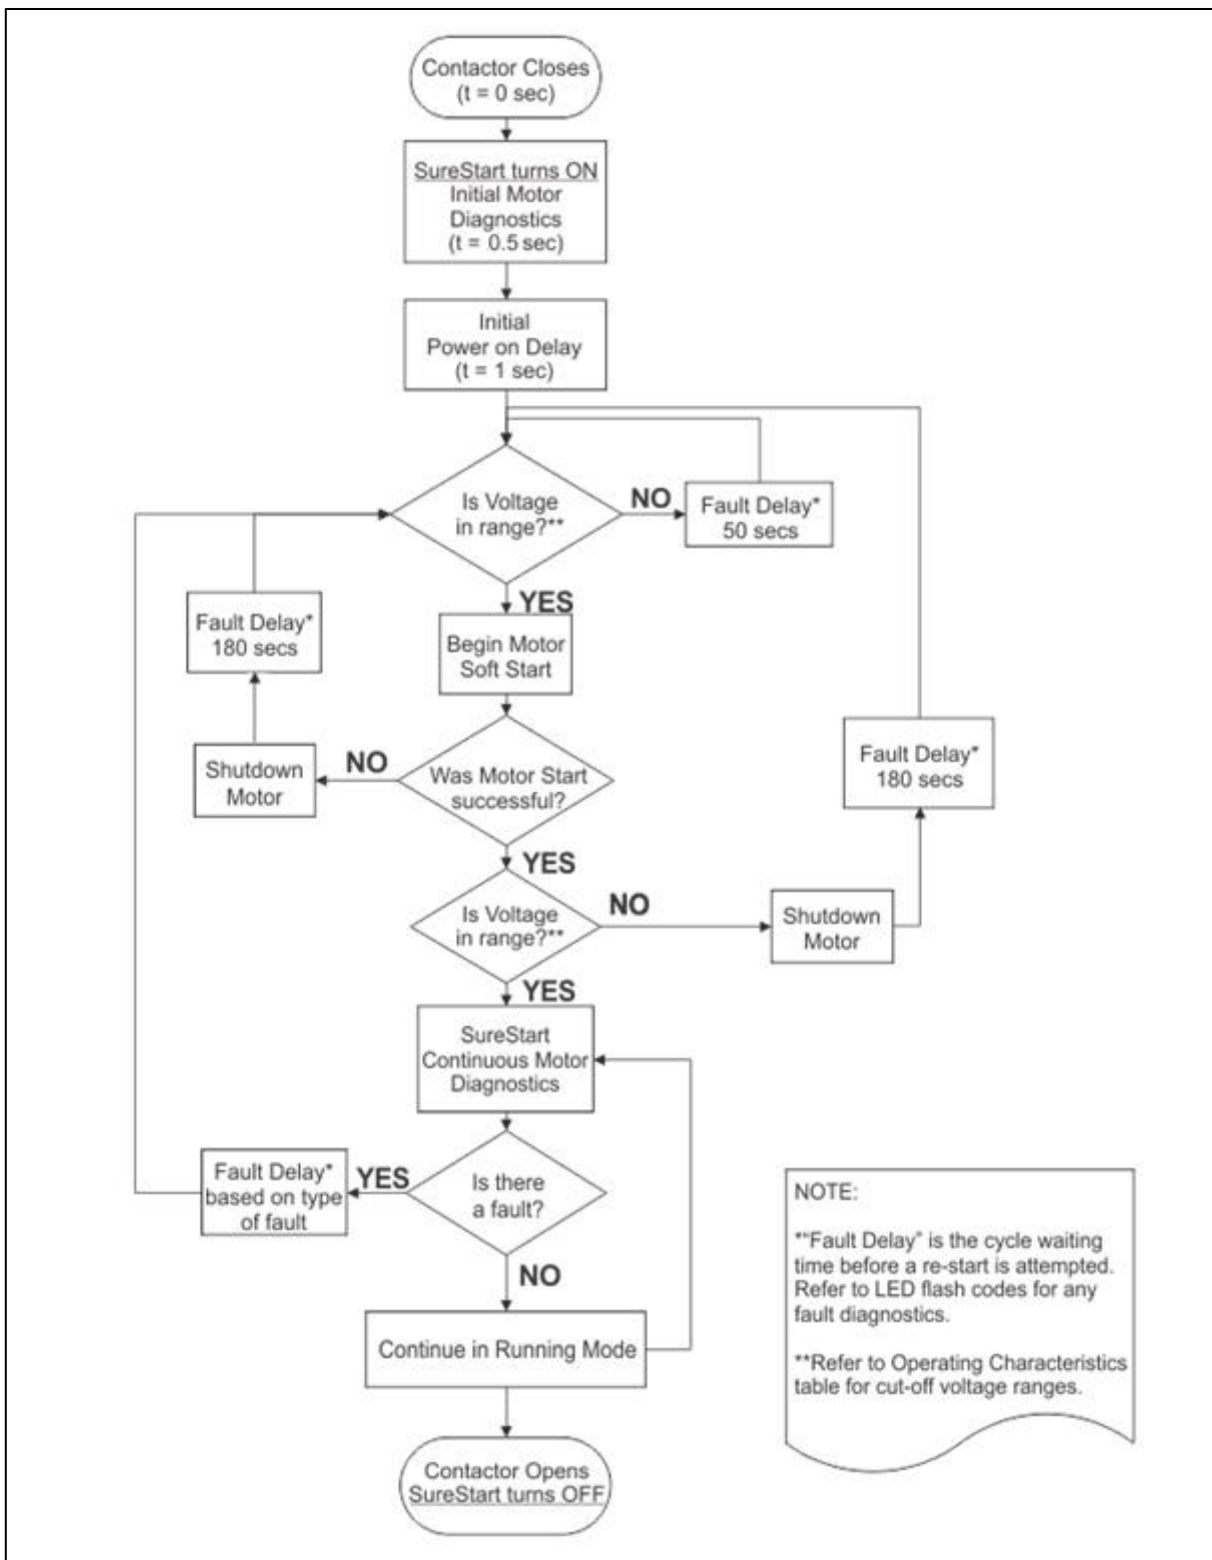 Contactor Closes
(t = 0 sec)
SureStart turns ON
Initial Motor
Diagnostics
(t = 0.5 sec)
Initial
Power on Delay
(t = 1 sec)
Is Voltage
in range?**
NO
Fault Delay*
50 secs
YES
Fault Delay*
180 secs
Begin Motor
Soft Start
Shutdown
Motor
NO
Was Motor Start
successful?
Fault Delay*
180 secs
YES
Is Voltage
in range?**
NO
Shutdown
Motor
YES
SureStart
Continuous Motor
Diagnostics
Fault Delay*
based on type
of fault
YES
Is there
a fault?
NO
Continue in Running Mode
Contactor Opens
SureStart turns OFF
NOTE:
*"Fault Delay" is the cycle waiting
time before a re-start is attempted.
Refer to LED flash codes for any
fault diagnostics.
**Refer to Operating Characteristics
table for cut-off voltage ranges.